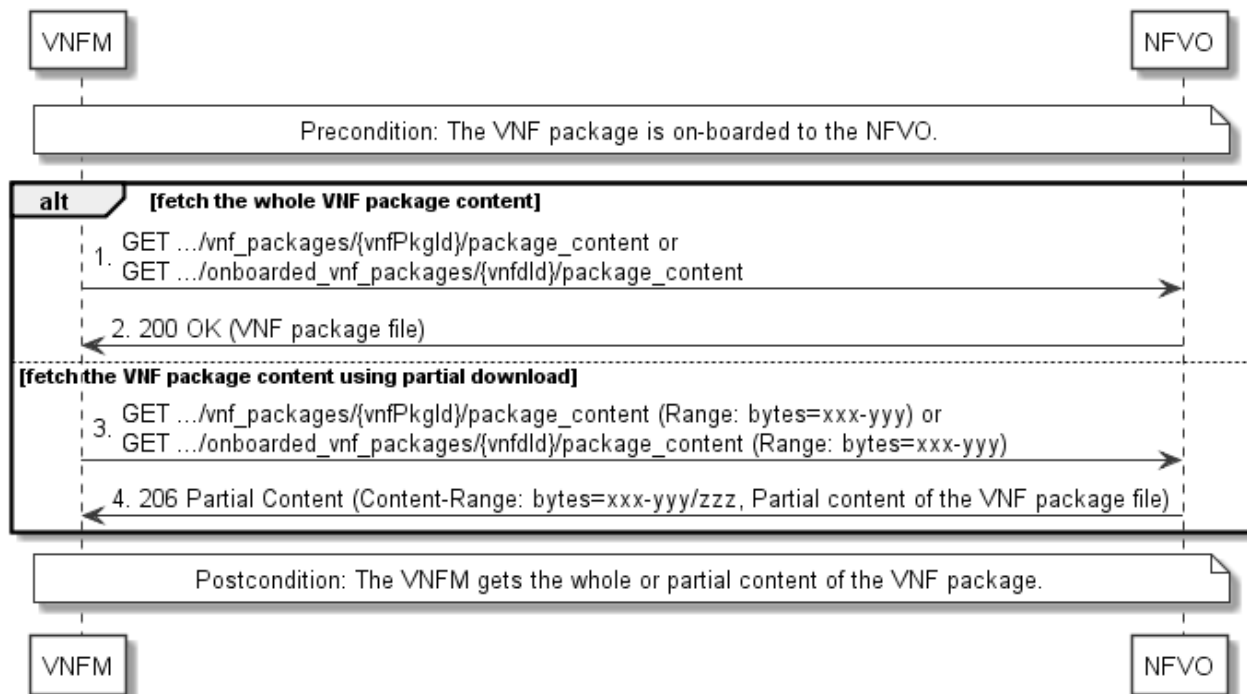 VNFM
NFVO
Precondition: The VNF package is on-boarded to the NFVO.
alt
[fetch the whole VNF package content]
1.
GET .../vnf_packages/{vnfPkgId}/package_content or
GET .../onboarded_vnf_packages/{vnfdId}/package_content
2. 200 OK (VNF package file)
[fetch the VNF package content using partial download]
3.
GET .../vnf_packages/{vnfPkgId}/package_content (Range: bytes=xxx-yyy) or
GET .../onboarded_vnf_packages/{vnfdId}/package_content (Range: bytes=xxx-yyy)
4. 206 Partial Content (Content-Range: bytes=xxx-yyy/zzz, Partial content of the VNF package file)
Postcondition: The VNFM gets the whole or partial content of the VNF package.
VNFM
NFVO